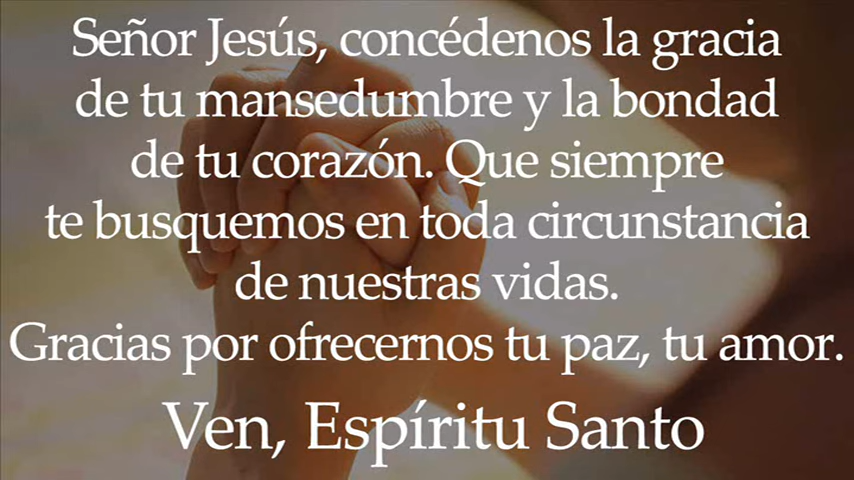 Señor Jesús, concédenos la gracia
de tu mansedumbre y la bondad
de tu corazón. Que siempre
te busquemos en toda circunstancia
de nuestras vidas.
Gracias por ofrecernos tu paz, tu amor.
Ven, Espíritu Santo